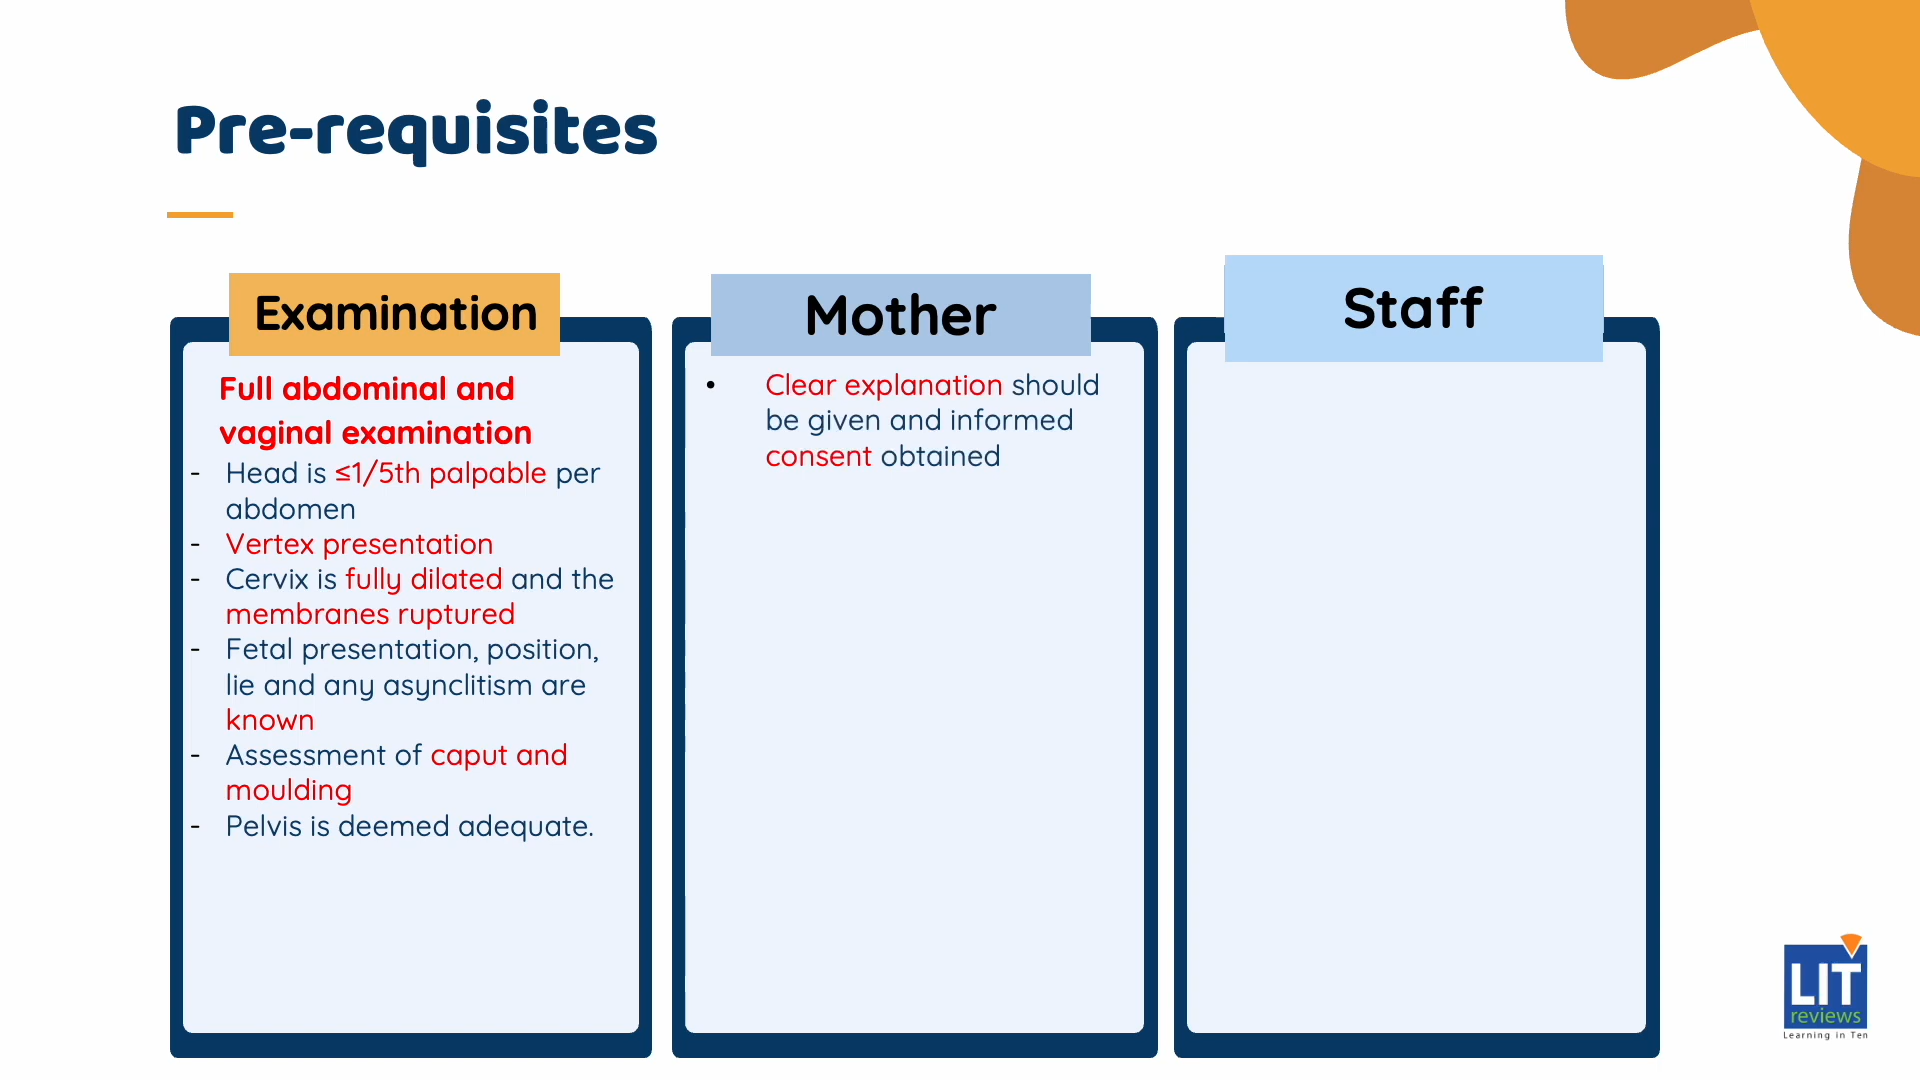 Pre-requisites
Examination
Full abdominal and
vaginal examination
- Head is ≤1/5th palpable per
abdomen
- Vertex presentation
- Cervix is fully dilated and the
membranes ruptured
- Fetal presentation, position,
lie and any asynclitism are
known
- Assessment of caput and
moulding
- Pelvis is deemed adequate.
Mother
• Clear explanation should
be given and informed
consent obtained
Staff
LIT
reviews
Learning in Ten